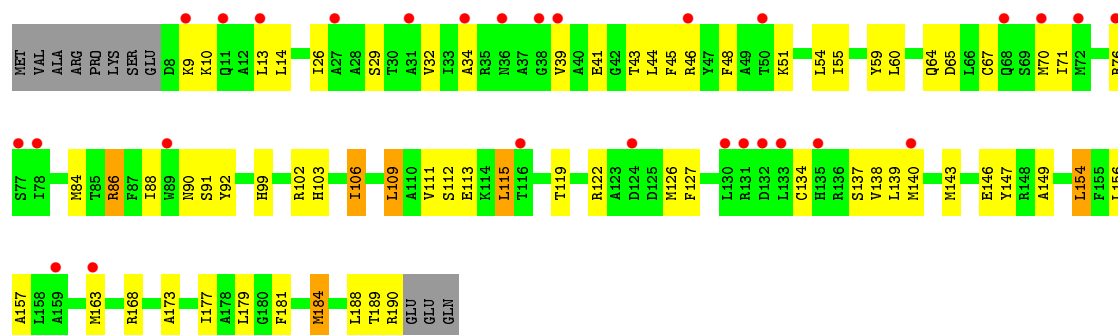 MET VAL ALA ARG PRO LYS SER GLU D8 K9 K10 Q11 A12 L13 L14 I26 A27 A28 S29 T30 A31 V32 I33 A34 R35 N36 A37 G38 V39 A40 E41 G42 T43 L44 F45 R46 Y47 F48 A49 T50 K51 L54 I55 Y59 L60 Q64 D65 L66 C67 Q68 S69 M70 I71 M72
S77 I78 M84 T85 R86 F87 I88 W89 N90 S91 Y92 H99 R102 H103 I106 L109 A110 V111 S112 E113 K114 L115 T116 T119 R122 A123 D124 D125 M126 F127 L130 R131 D132 L133 C134 H135 R136 S137 V138 L139 M140 M143 E146 Y147 R148 A149 L154 F155
A157 L158 A159 M163 R168 A173 I177 A178 L179 G180 F181 M184 L188 T189 R190 GLU GLU GLN